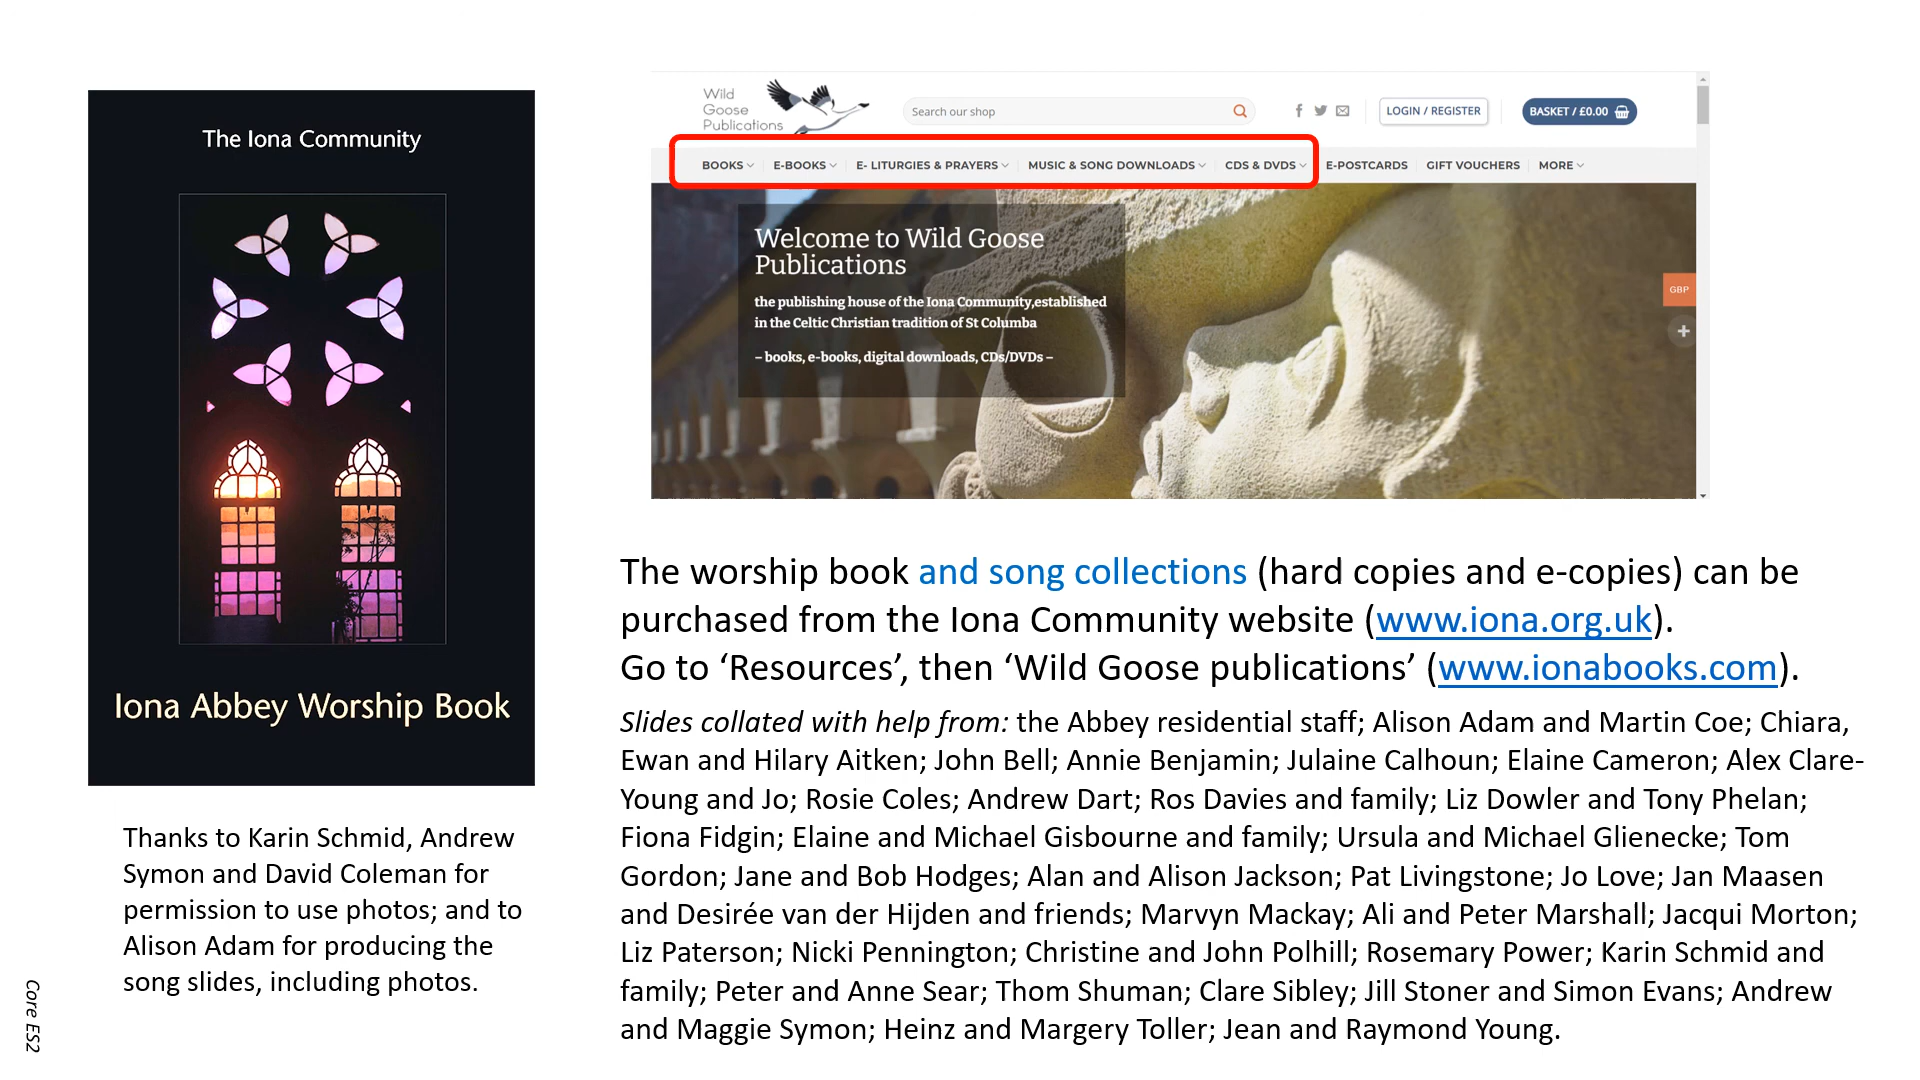 The Iona Community
Iona Abbey Worship Book
Thanks to Karin Schmid, Andrew
Symon and David Coleman for
permission to use photos; and to
Alison Adam for producing the
song slides, including photos.
Core ES2
Wild
Goose
Publications
Search our shop
LOGIN / REGISTER
BASKET / £0.00
BOOKS E-BOOKS E- LITURGIES & PRAYERS MUSIC & SONG DOWNLOADS CDS & DVDS E-POSTCARDS GIFT VOUCHERS MORE
Welcome to Wild Goose
Publications
the publishing house of the Iona Community,established
in the Celtic Christian tradition of St Columba
– books, e-books, digital downloads, CDs/DVDs –
GBP
The worship book and song collections (hard copies and e-copies) can be
purchased from the Iona Community website (www.iona.org.uk).
Go to ‘Resources’, then ‘Wild Goose publications’ (www.ionabooks.com).
Slides collated with help from: the Abbey residential staff; Alison Adam and Martin Coe; Chiara,
Ewan and Hilary Aitken; John Bell; Annie Benjamin; Julaine Calhoun; Elaine Cameron; Alex Clare-
Young and Jo; Rosie Coles; Andrew Dart; Ros Davies and family; Liz Dowler and Tony Phelan;
Fiona Fidgin; Elaine and Michael Gisbourne and family; Ursula and Michael Glienecke; Tom
Gordon; Jane and Bob Hodges; Alan and Alison Jackson; Pat Livingstone; Jo Love; Jan Maasen
and Desirée van der Hijden and friends; Marvyn Mackay; Ali and Peter Marshall; Jacqui Morton;
Liz Paterson; Nicki Pennington; Christine and John Polhill; Rosemary Power; Karin Schmid and
family; Peter and Anne Sear; Thom Shuman; Clare Sibley; Jill Stoner and Simon Evans; Andrew
and Maggie Symon; Heinz and Margery Toller; Jean and Raymond Young.